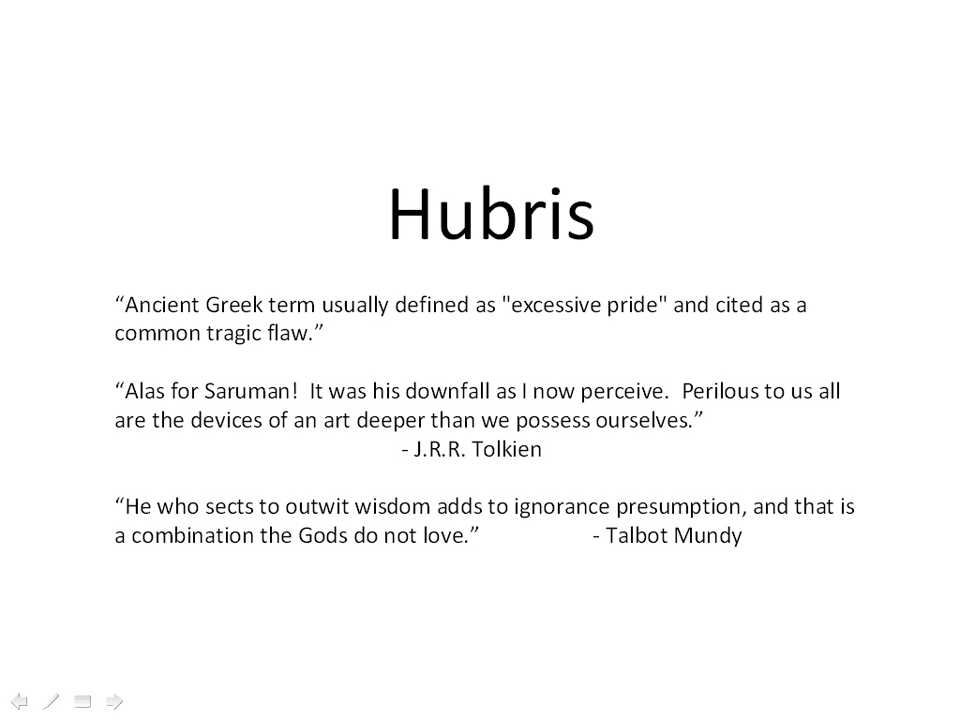 Hubris
“Ancient Greek term usually defined as "excessive pride" and cited as a
common tragic flaw.”
“Alas for Saruman!  It was his downfall as I now perceive.  Perilous to us all
are the devices of an art deeper than we possess ourselves.”
- J.R.R. Tolkien
“He who sects to outwit wisdom adds to ignorance presumption, and that is
a combination the Gods do not love.” - Talbot Mundy